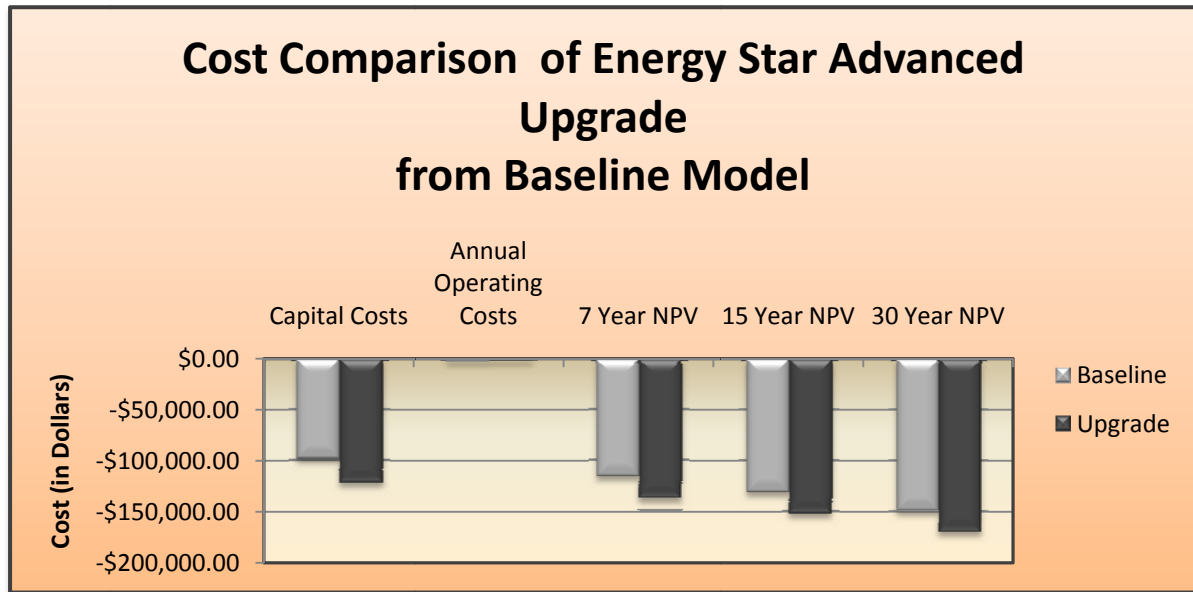 Cost Comparison of Energy Star Advanced
Upgrade
from Baseline Model
Capital Costs
Annual
Operating
Costs
7 Year NPV
15 Year NPV
30 Year NPV
Cost (in Dollars)
$0.00
-$50,000.00
-$100,000.00
-$150,000.00
-$200,000.00
Baseline
Upgrade